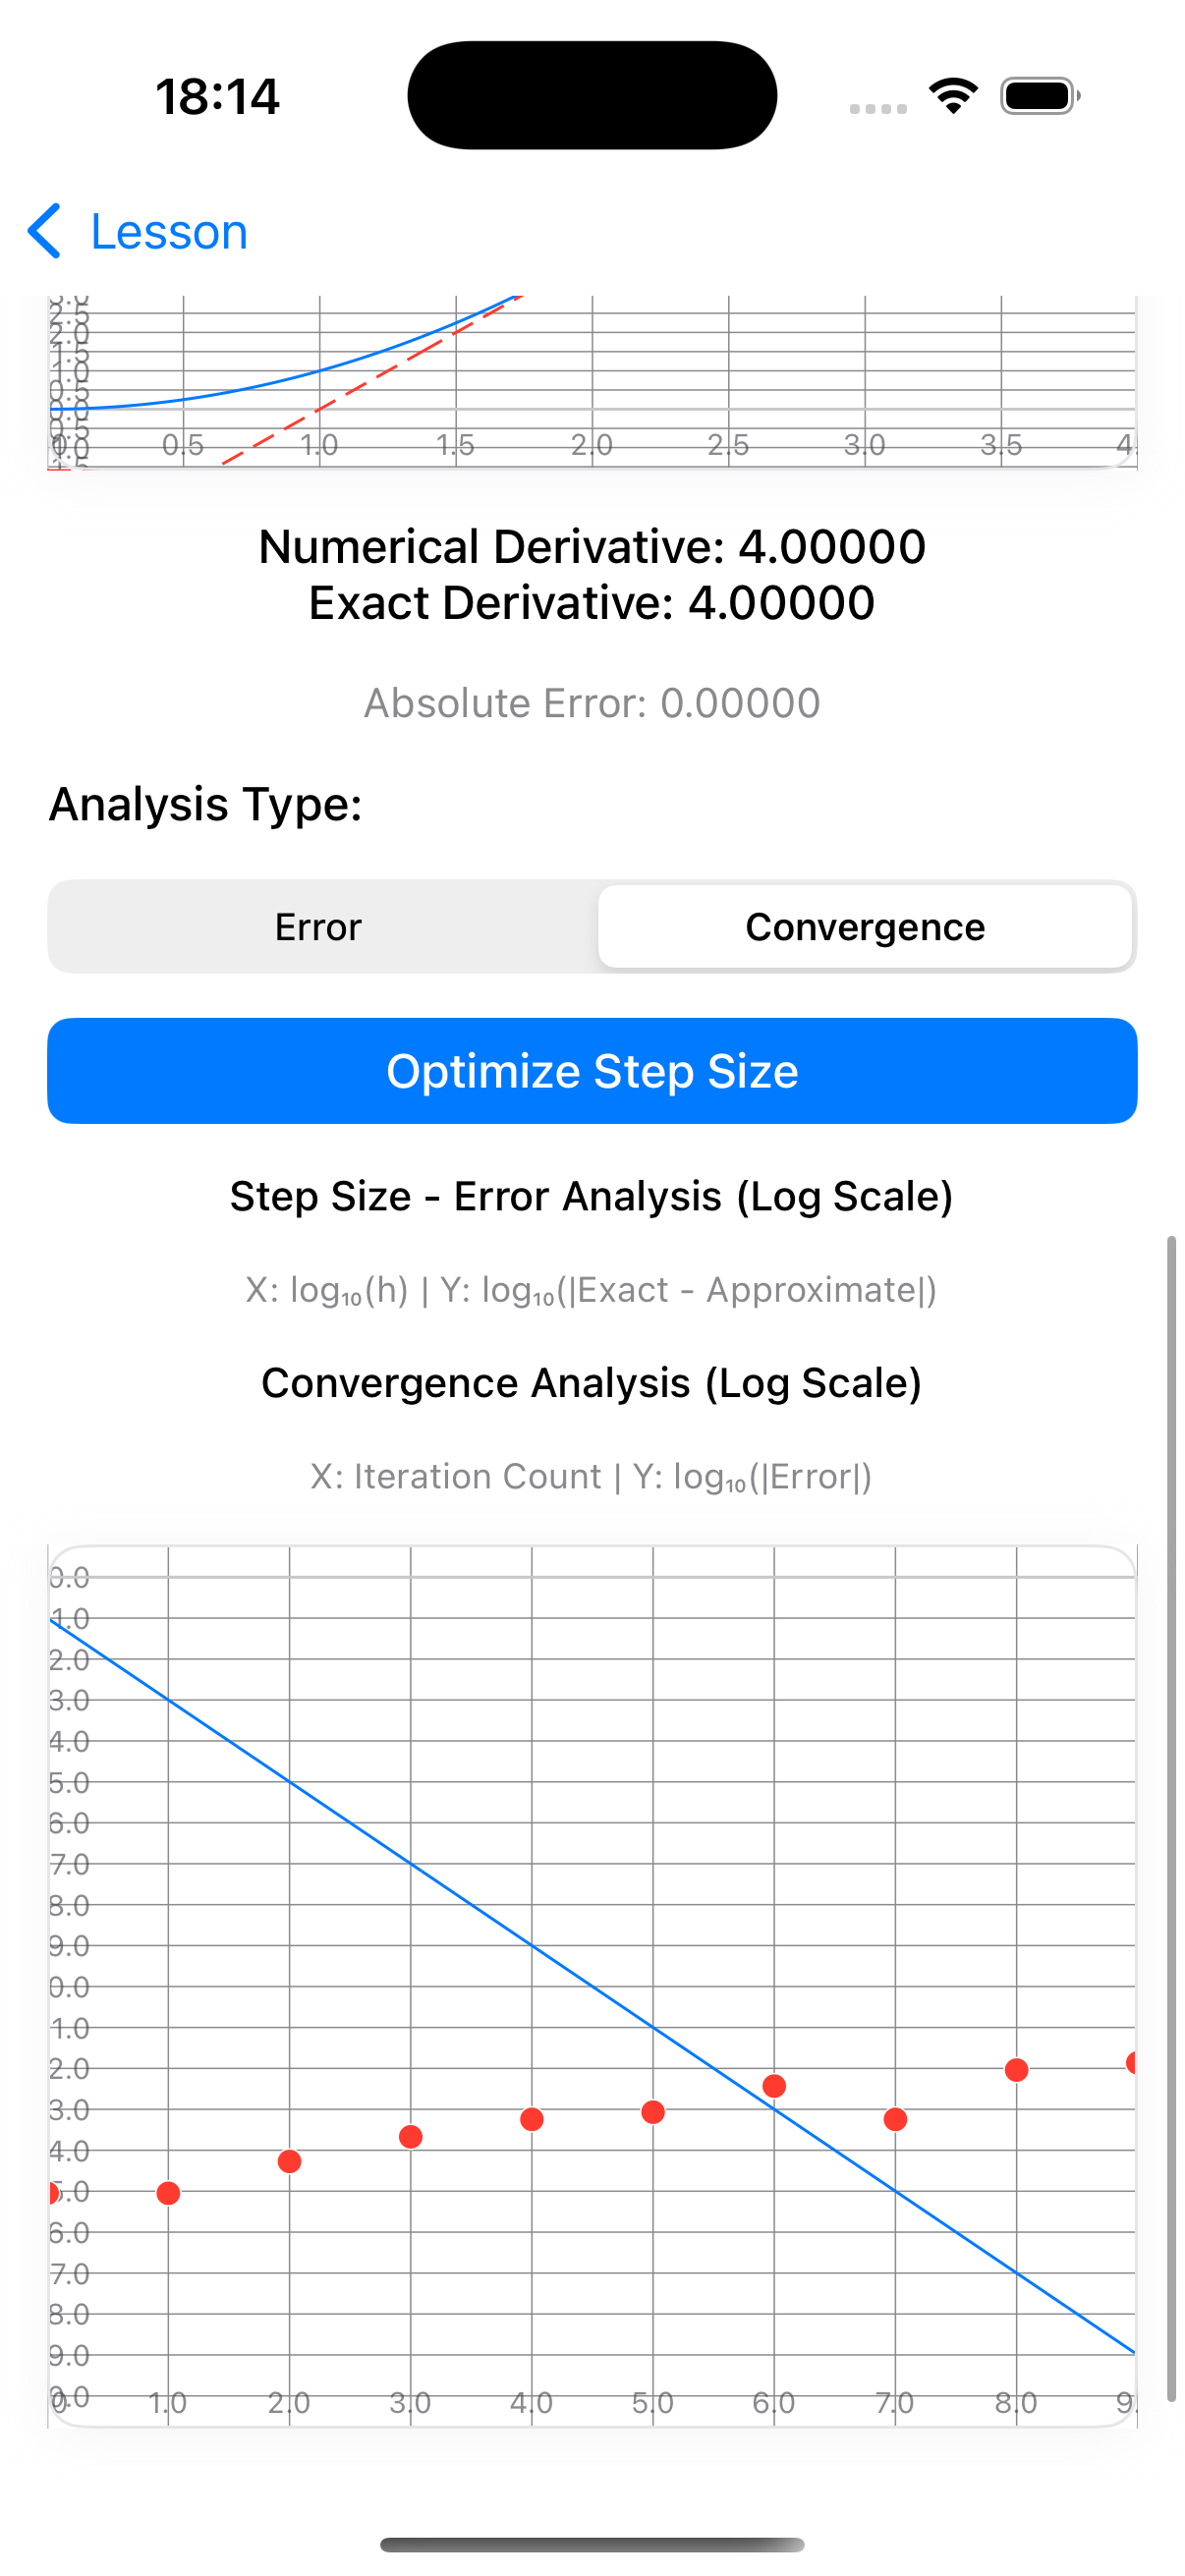 18:14
Lesson
2.5
2.0
1.5
1.0
0.5
0.0
0.5
0.5 1.0 1.5 2.0 2.5 3.0 3.5 4.
Numerical Derivative: 4.00000
Exact Derivative: 4.00000
Absolute Error: 0.00000
Analysis Type:
Error Convergence
Optimize Step Size
Step Size - Error Analysis (Log Scale)
X: log₁₀(h) | Y: log₁₀(|Exact - Approximate|)
Convergence Analysis (Log Scale)
X: Iteration Count | Y: log₁₀(|Error|)
0.0
1.0
2.0
3.0
4.0
5.0
6.0
7.0
8.0
9.0
0.0
1.0
2.0
3.0
4.0
5.0
6.0
7.0
8.0
9.0
0.0
1.0 2.0 3.0 4.0 5.0 6.0 7.0 8.0 9.